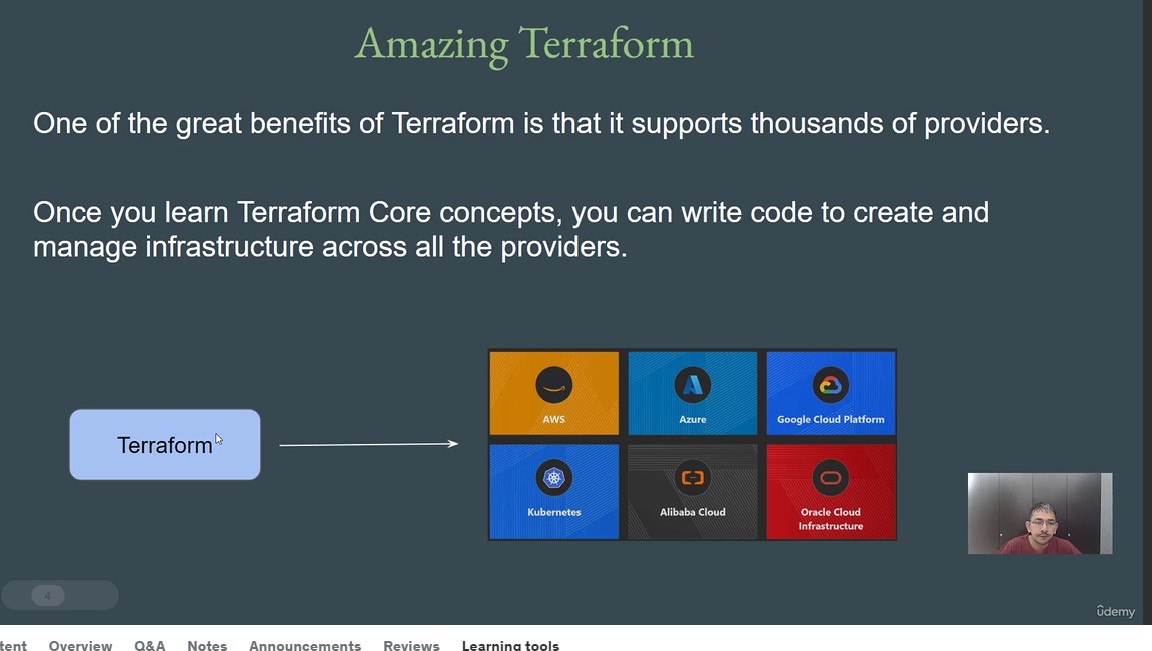 Amazing Terraform
One of the great benefits of Terraform is that it supports thousands of providers.
Once you learn Terraform Core concepts, you can write code to create and
manage infrastructure across all the providers.
Terraform
AWS
Azure
Google Cloud Platform
Kubernetes
Alibaba Cloud
Oracle Cloud
Infrastructure
4
ûdemy
tent Overview Q&A Notes Announcements Reviews Learning tools